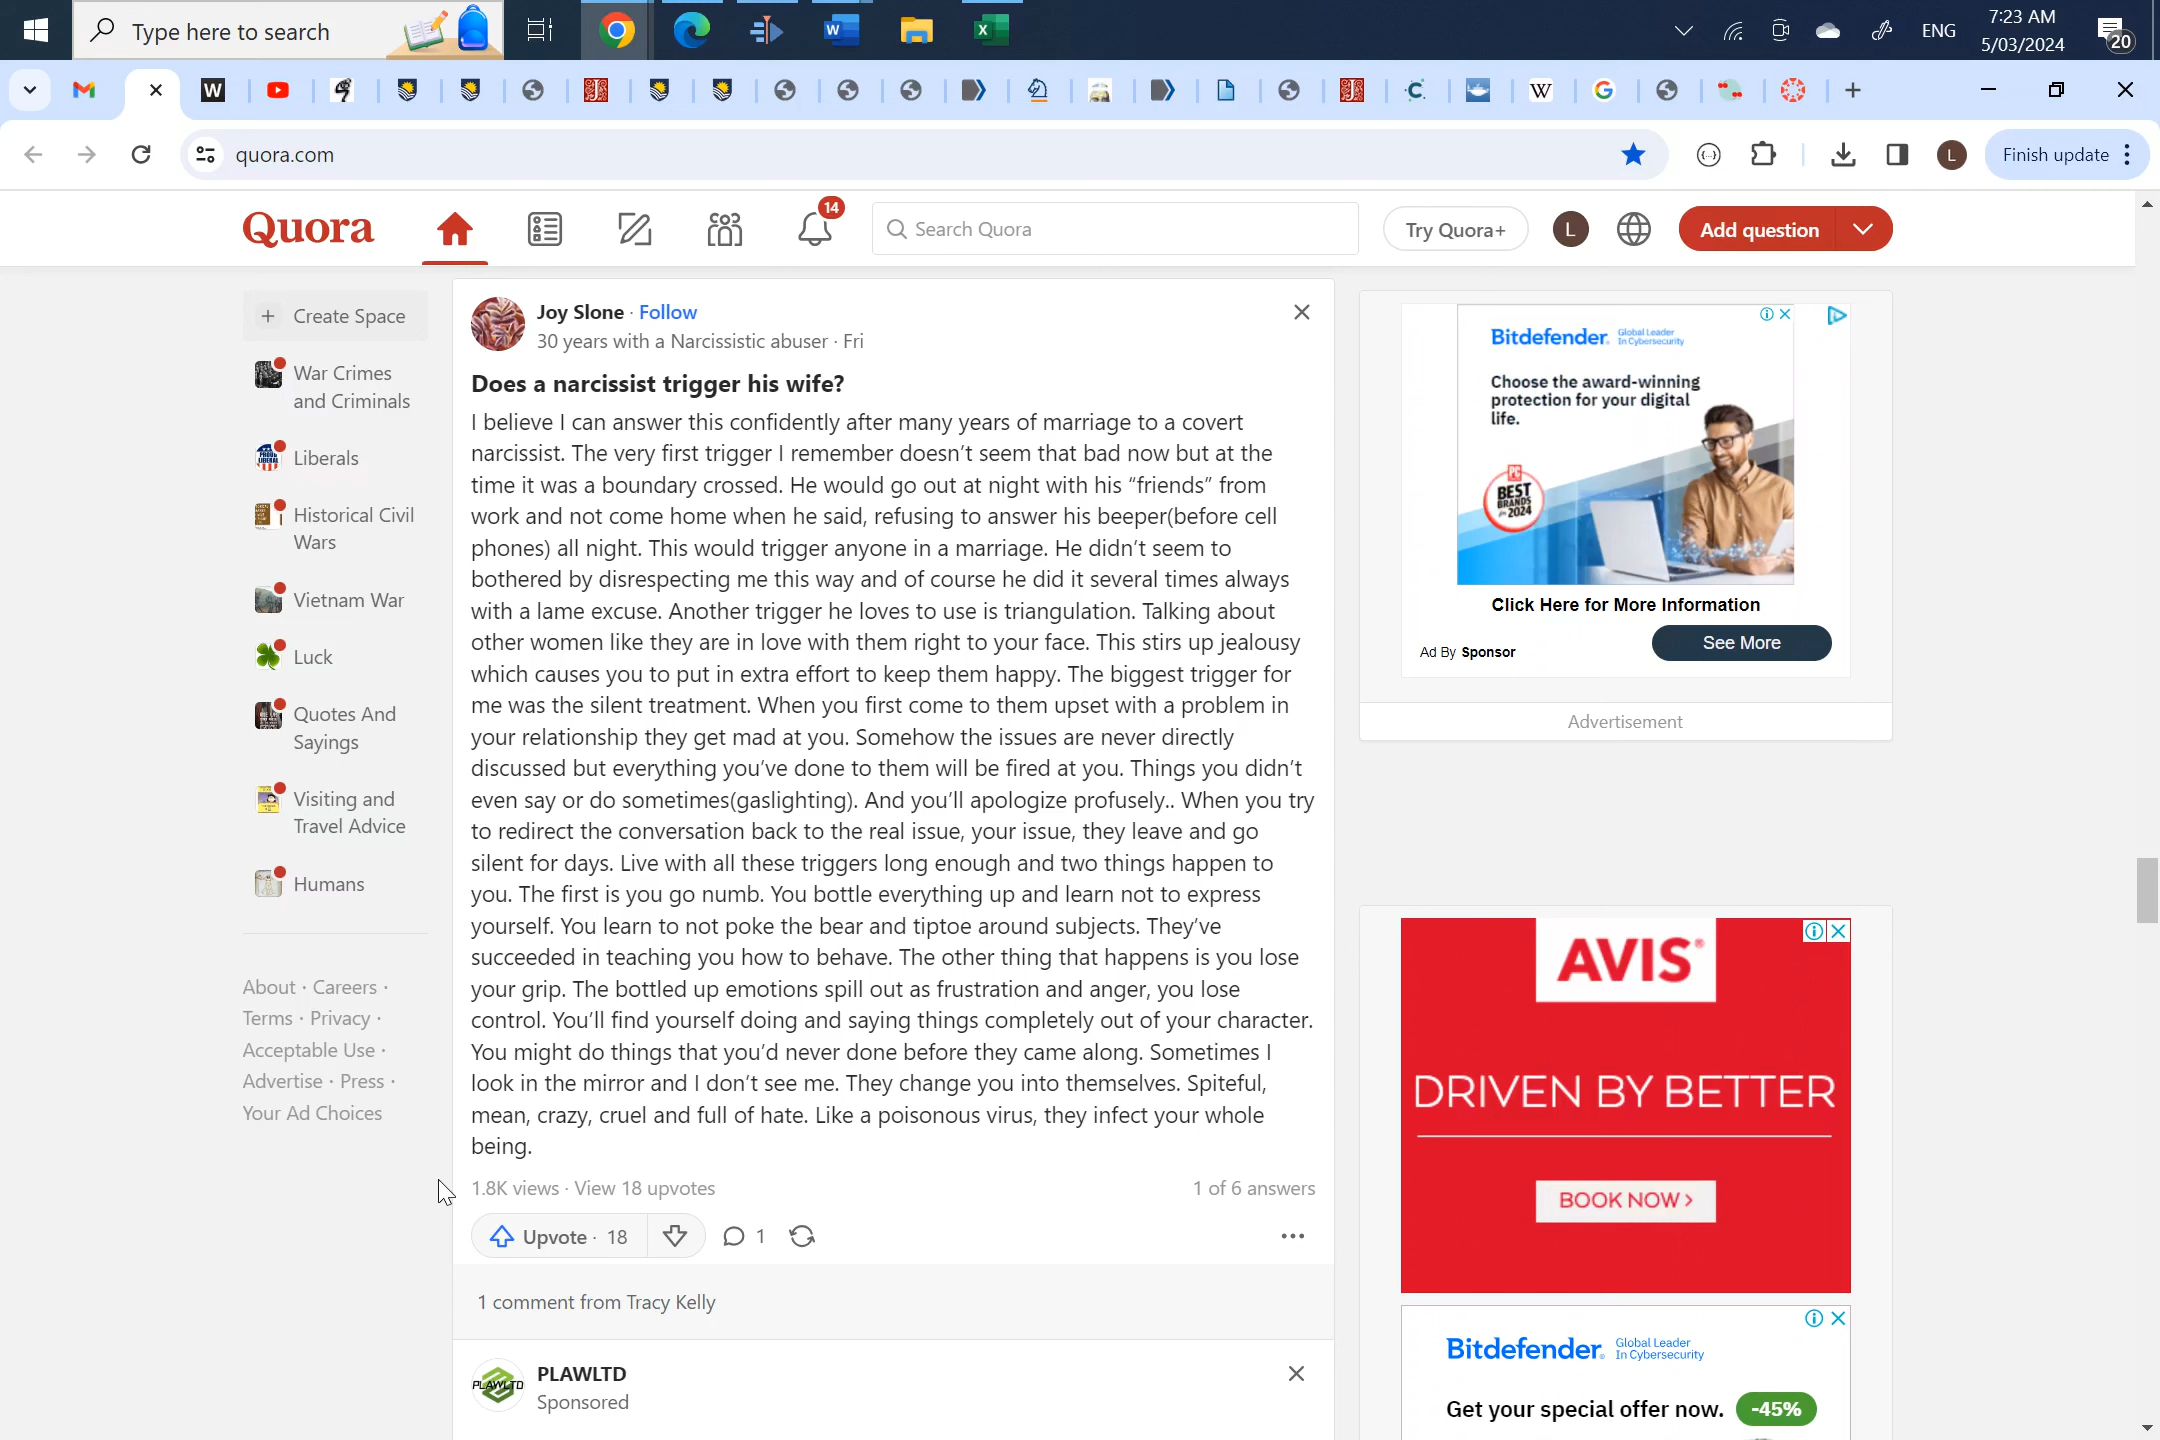 Type here to search
ENG
7:23 AM
5/03/2024
20
quora.com
L
Finish update
Quora
14
Search Quora
Try Quora+
L
Add question
+ Create Space
War Crimes
and Criminals
Liberals
Historical Civil
Wars
Vietnam War
Luck
Quotes And
Sayings
Visiting and
Travel Advice
Humans
About · Careers ·
Terms · Privacy ·
Acceptable Use ·
Advertise · Press ·
Your Ad Choices
Joy Slone · Follow
30 years with a Narcissistic abuser · Fri
Does a narcissist trigger his wife?
I believe I can answer this confidently after many years of marriage to a covert
narcissist. The very first trigger I remember doesn’t seem that bad now but at the
time it was a boundary crossed. He would go out at night with his “friends” from
work and not come home when he said, refusing to answer his beeper(before cell
phones) all night. This would trigger anyone in a marriage. He didn’t seem to
bothered by disrespecting me this way and of course he did it several times always
with a lame excuse. Another trigger he loves to use is triangulation. Talking about
other women like they are in love with them right to your face. This stirs up jealousy
which causes you to put in extra effort to keep them happy. The biggest trigger for
me was the silent treatment. When you first come to them upset with a problem in
your relationship they get mad at you. Somehow the issues are never directly
discussed but everything you’ve done to them will be fired at you. Things you didn’t
even say or do sometimes(gaslighting). And you’ll apologize profusely.. When you try
to redirect the conversation back to the real issue, your issue, they leave and go
silent for days. Live with all these triggers long enough and two things happen to
you. The first is you go numb. You bottle everything up and learn not to express
yourself. You learn to not poke the bear and tiptoe around subjects. They’ve
succeeded in teaching you how to behave. The other thing that happens is you lose
your grip. The bottled up emotions spill out as frustration and anger, you lose
control. You’ll find yourself doing and saying things completely out of your character.
You might do things that you’d never done before they came along. Sometimes I
look in the mirror and I don’t see me. They change you into themselves. Spiteful,
mean, crazy, cruel and full of hate. Like a poisonous virus, they infect your whole
being.
1.8K views · View 18 upvotes
1 of 6 answers
Upvote · 18
1
1 comment from Tracy Kelly
PLAWLTD
PLAWLTD
Sponsored
Bitdefender. Global Leader
In Cybersecurity
Choose the award-winning
protection for your digital
life.
PC
BEST
BRANDS
for 2024
Click Here for More Information
Ad By Sponsor
See More
Advertisement
AVIS®
DRIVEN BY BETTER
BOOK NOW >
Bitdefender. Global Leader
In Cybersecurity
Get your special offer now. -45%